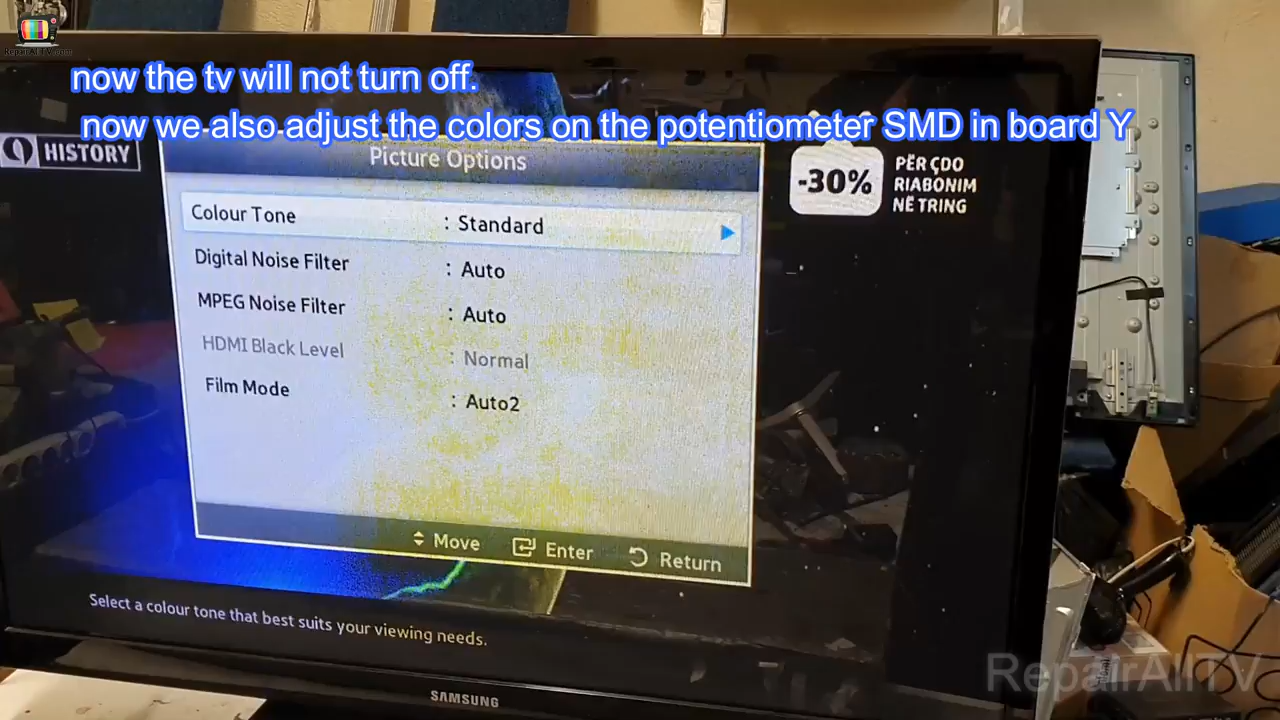 RepairAllTV.com
now the tv will not turn off.
now we also adjust the colors on the potentiometer SMD in board Y
HISTORY
Picture Options
-30%
PËR ÇDO
RIABONIM
NË TRING
Colour Tone : Standard
Digital Noise Filter : Auto
MPEG Noise Filter : Auto
HDMI Black Level : Normal
Film Mode : Auto2
Move Enter Return
Select a colour tone that best suits your viewing needs.
RepairAllTV
SAMSUNG